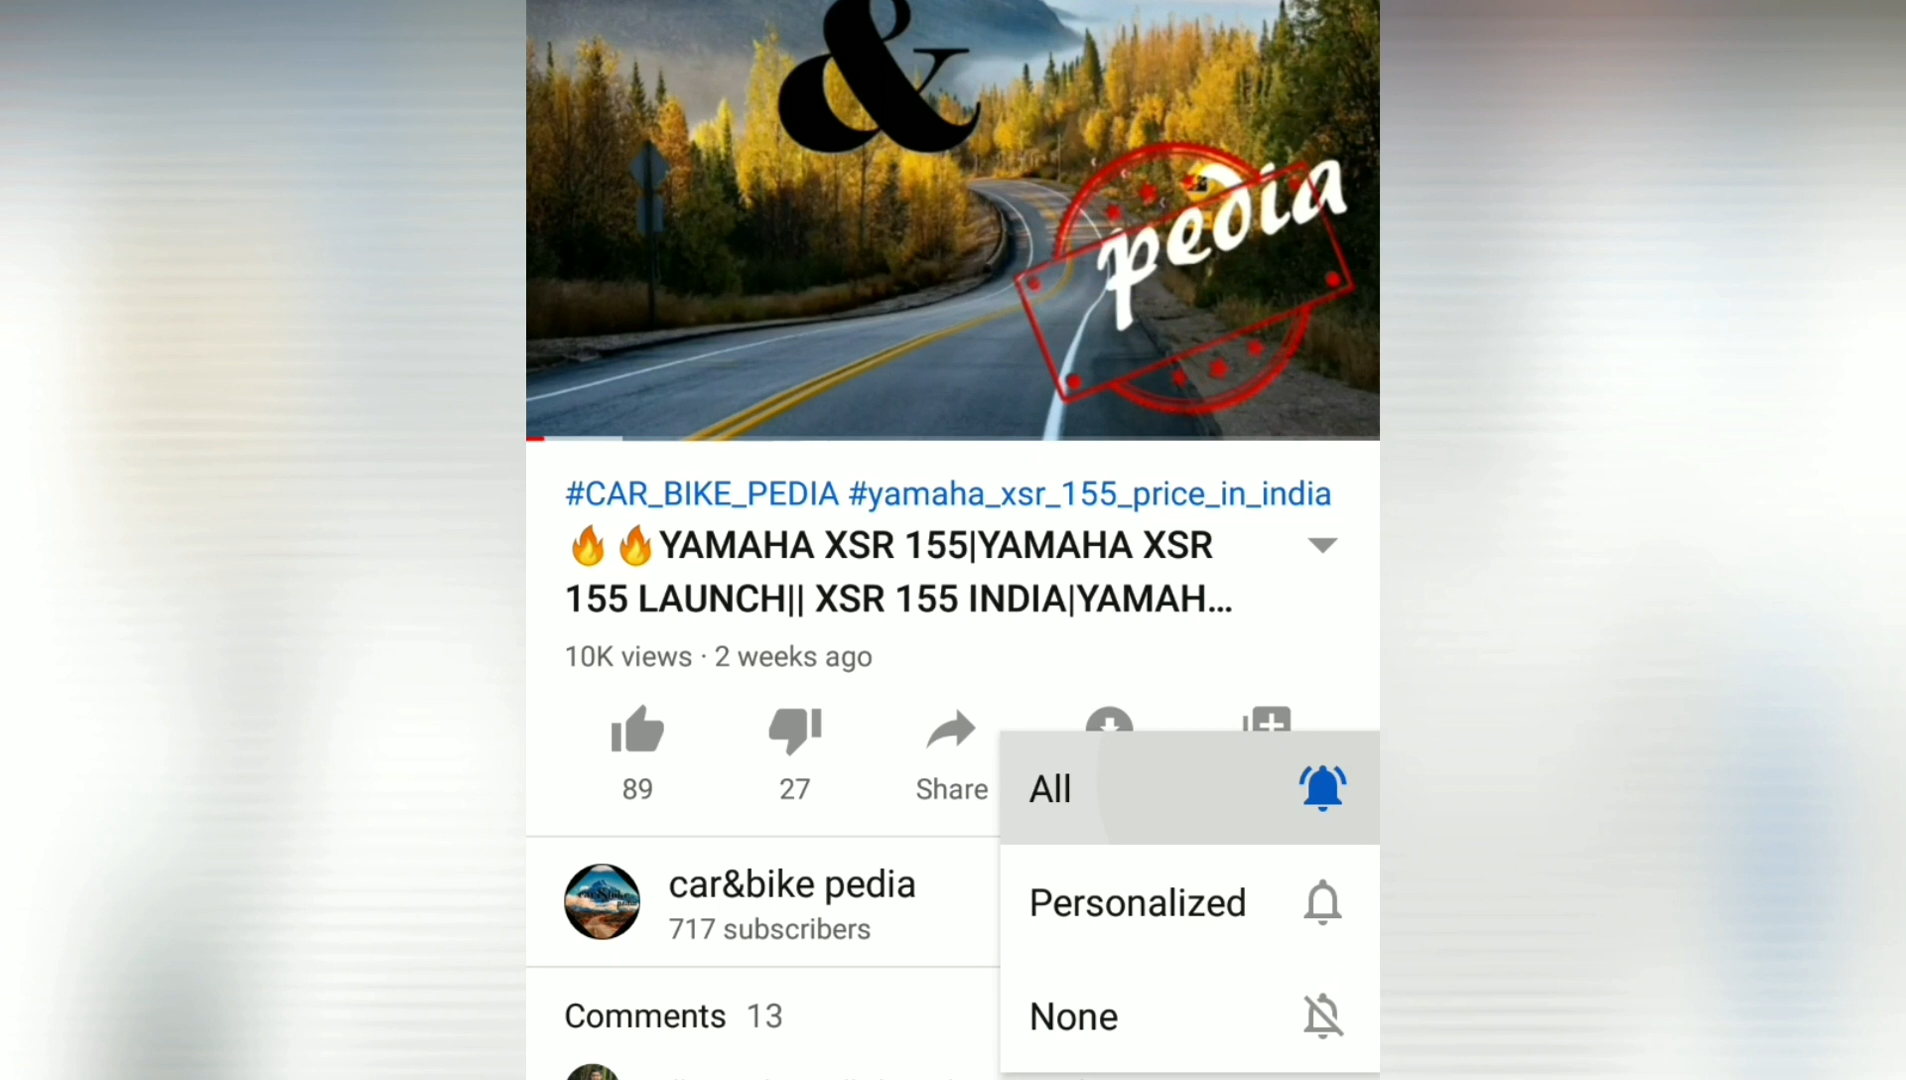 &
pedia
#CAR_BIKE_PEDIA #yamaha_xsr_155_price_in_india
🔥🔥YAMAHA XSR 155|YAMAHA XSR
155 LAUNCH|| XSR 155 INDIA|YAMAH...
10K views · 2 weeks ago
89
27
Share
All
car&bike pedia
717 subscribers
Personalized
Comments 13
None